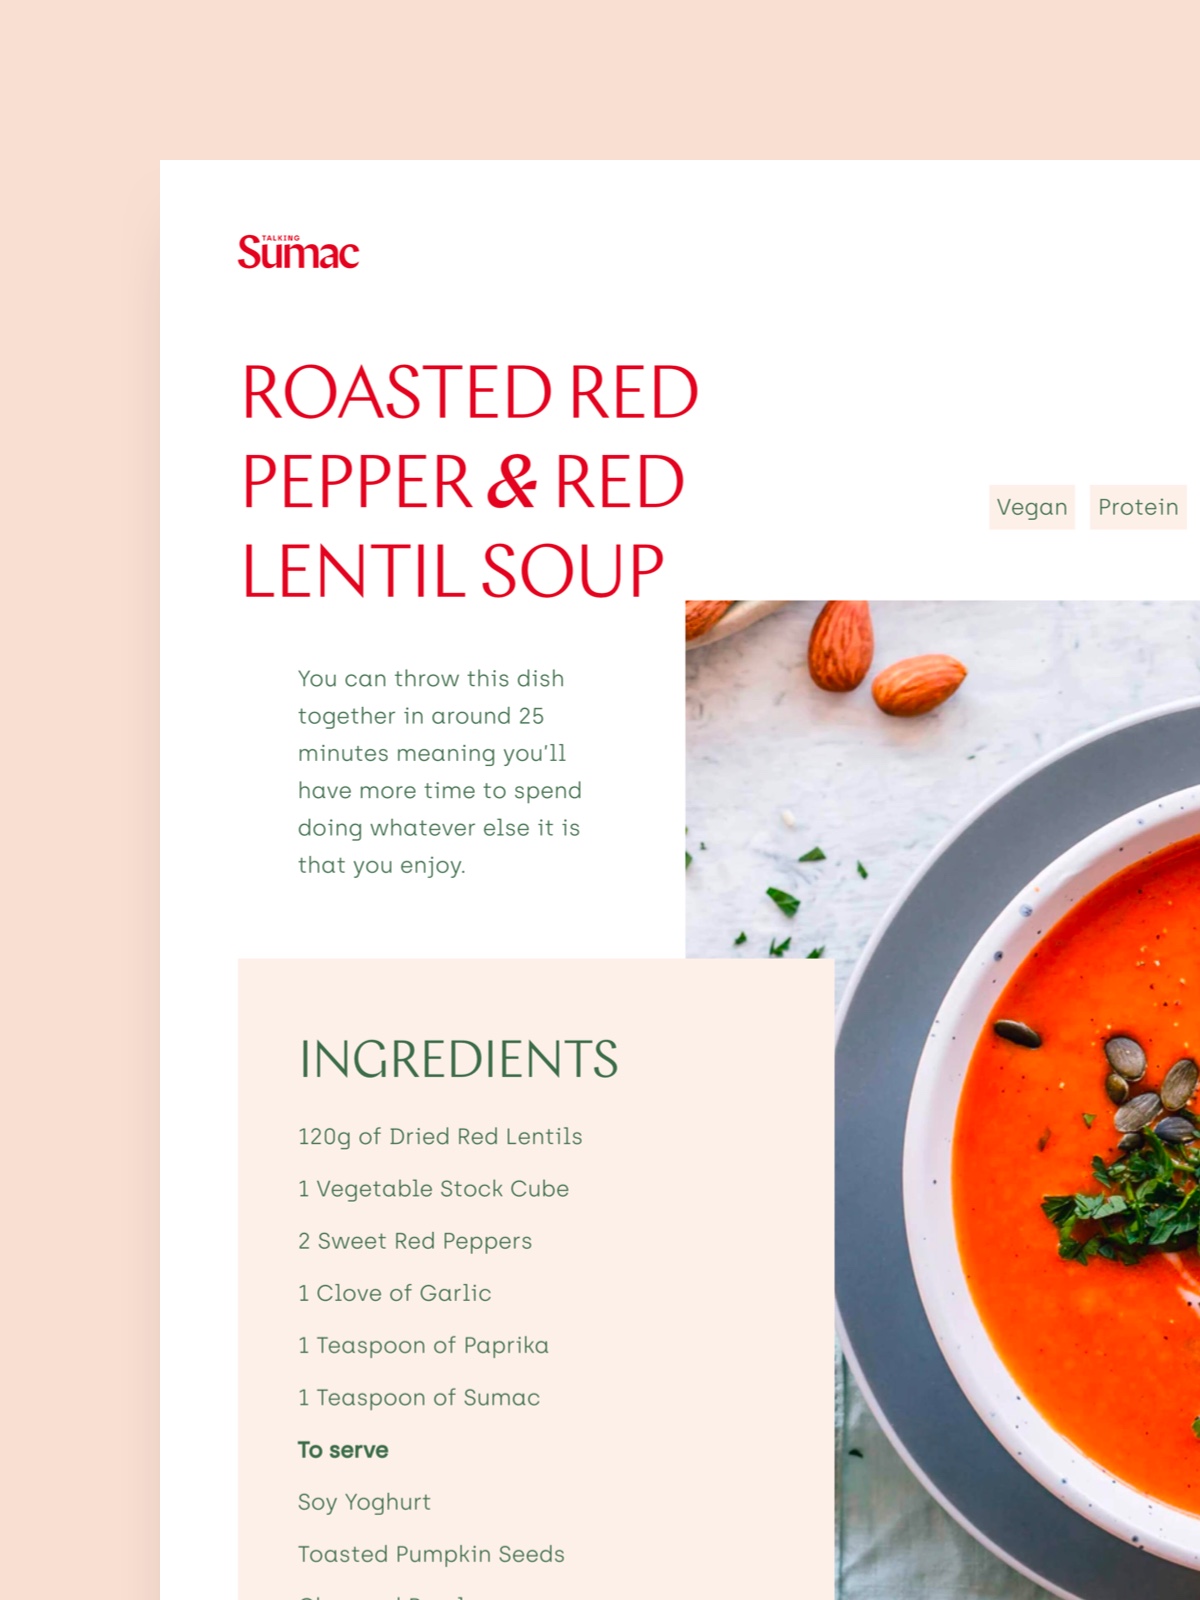 TALKING
Sumac
ROASTED RED
PEPPER & RED
LENTIL SOUP
Vegan
Protein
You can throw this dish
together in around 25
minutes meaning you’ll
have more time to spend
doing whatever else it is
that you enjoy.
INGREDIENTS
120g of Dried Red Lentils
1 Vegetable Stock Cube
2 Sweet Red Peppers
1 Clove of Garlic
1 Teaspoon of Paprika
1 Teaspoon of Sumac
To serve
Soy Yoghurt
Toasted Pumpkin Seeds